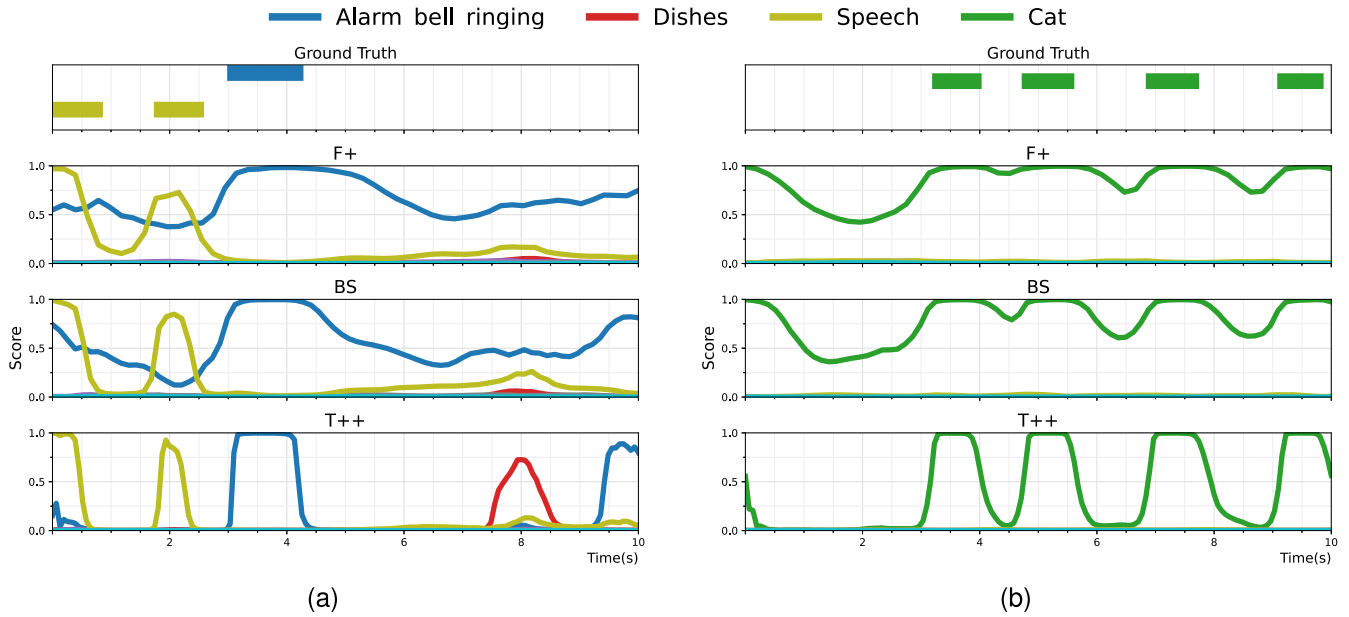 Alarm bell ringing Dishes Speech Cat
Ground Truth
F+
1.0
0.5
0.0
BS
1.0
0.5
0.0
Score
T++
1.0
0.5
0.0
2 4 6 8 10
Time(s)
(a)
Ground Truth
F+
1.0
0.5
0.0
BS
1.0
0.5
0.0
Score
T++
1.0
0.5
0.0
2 4 6 8 10
Time(s)
(b)